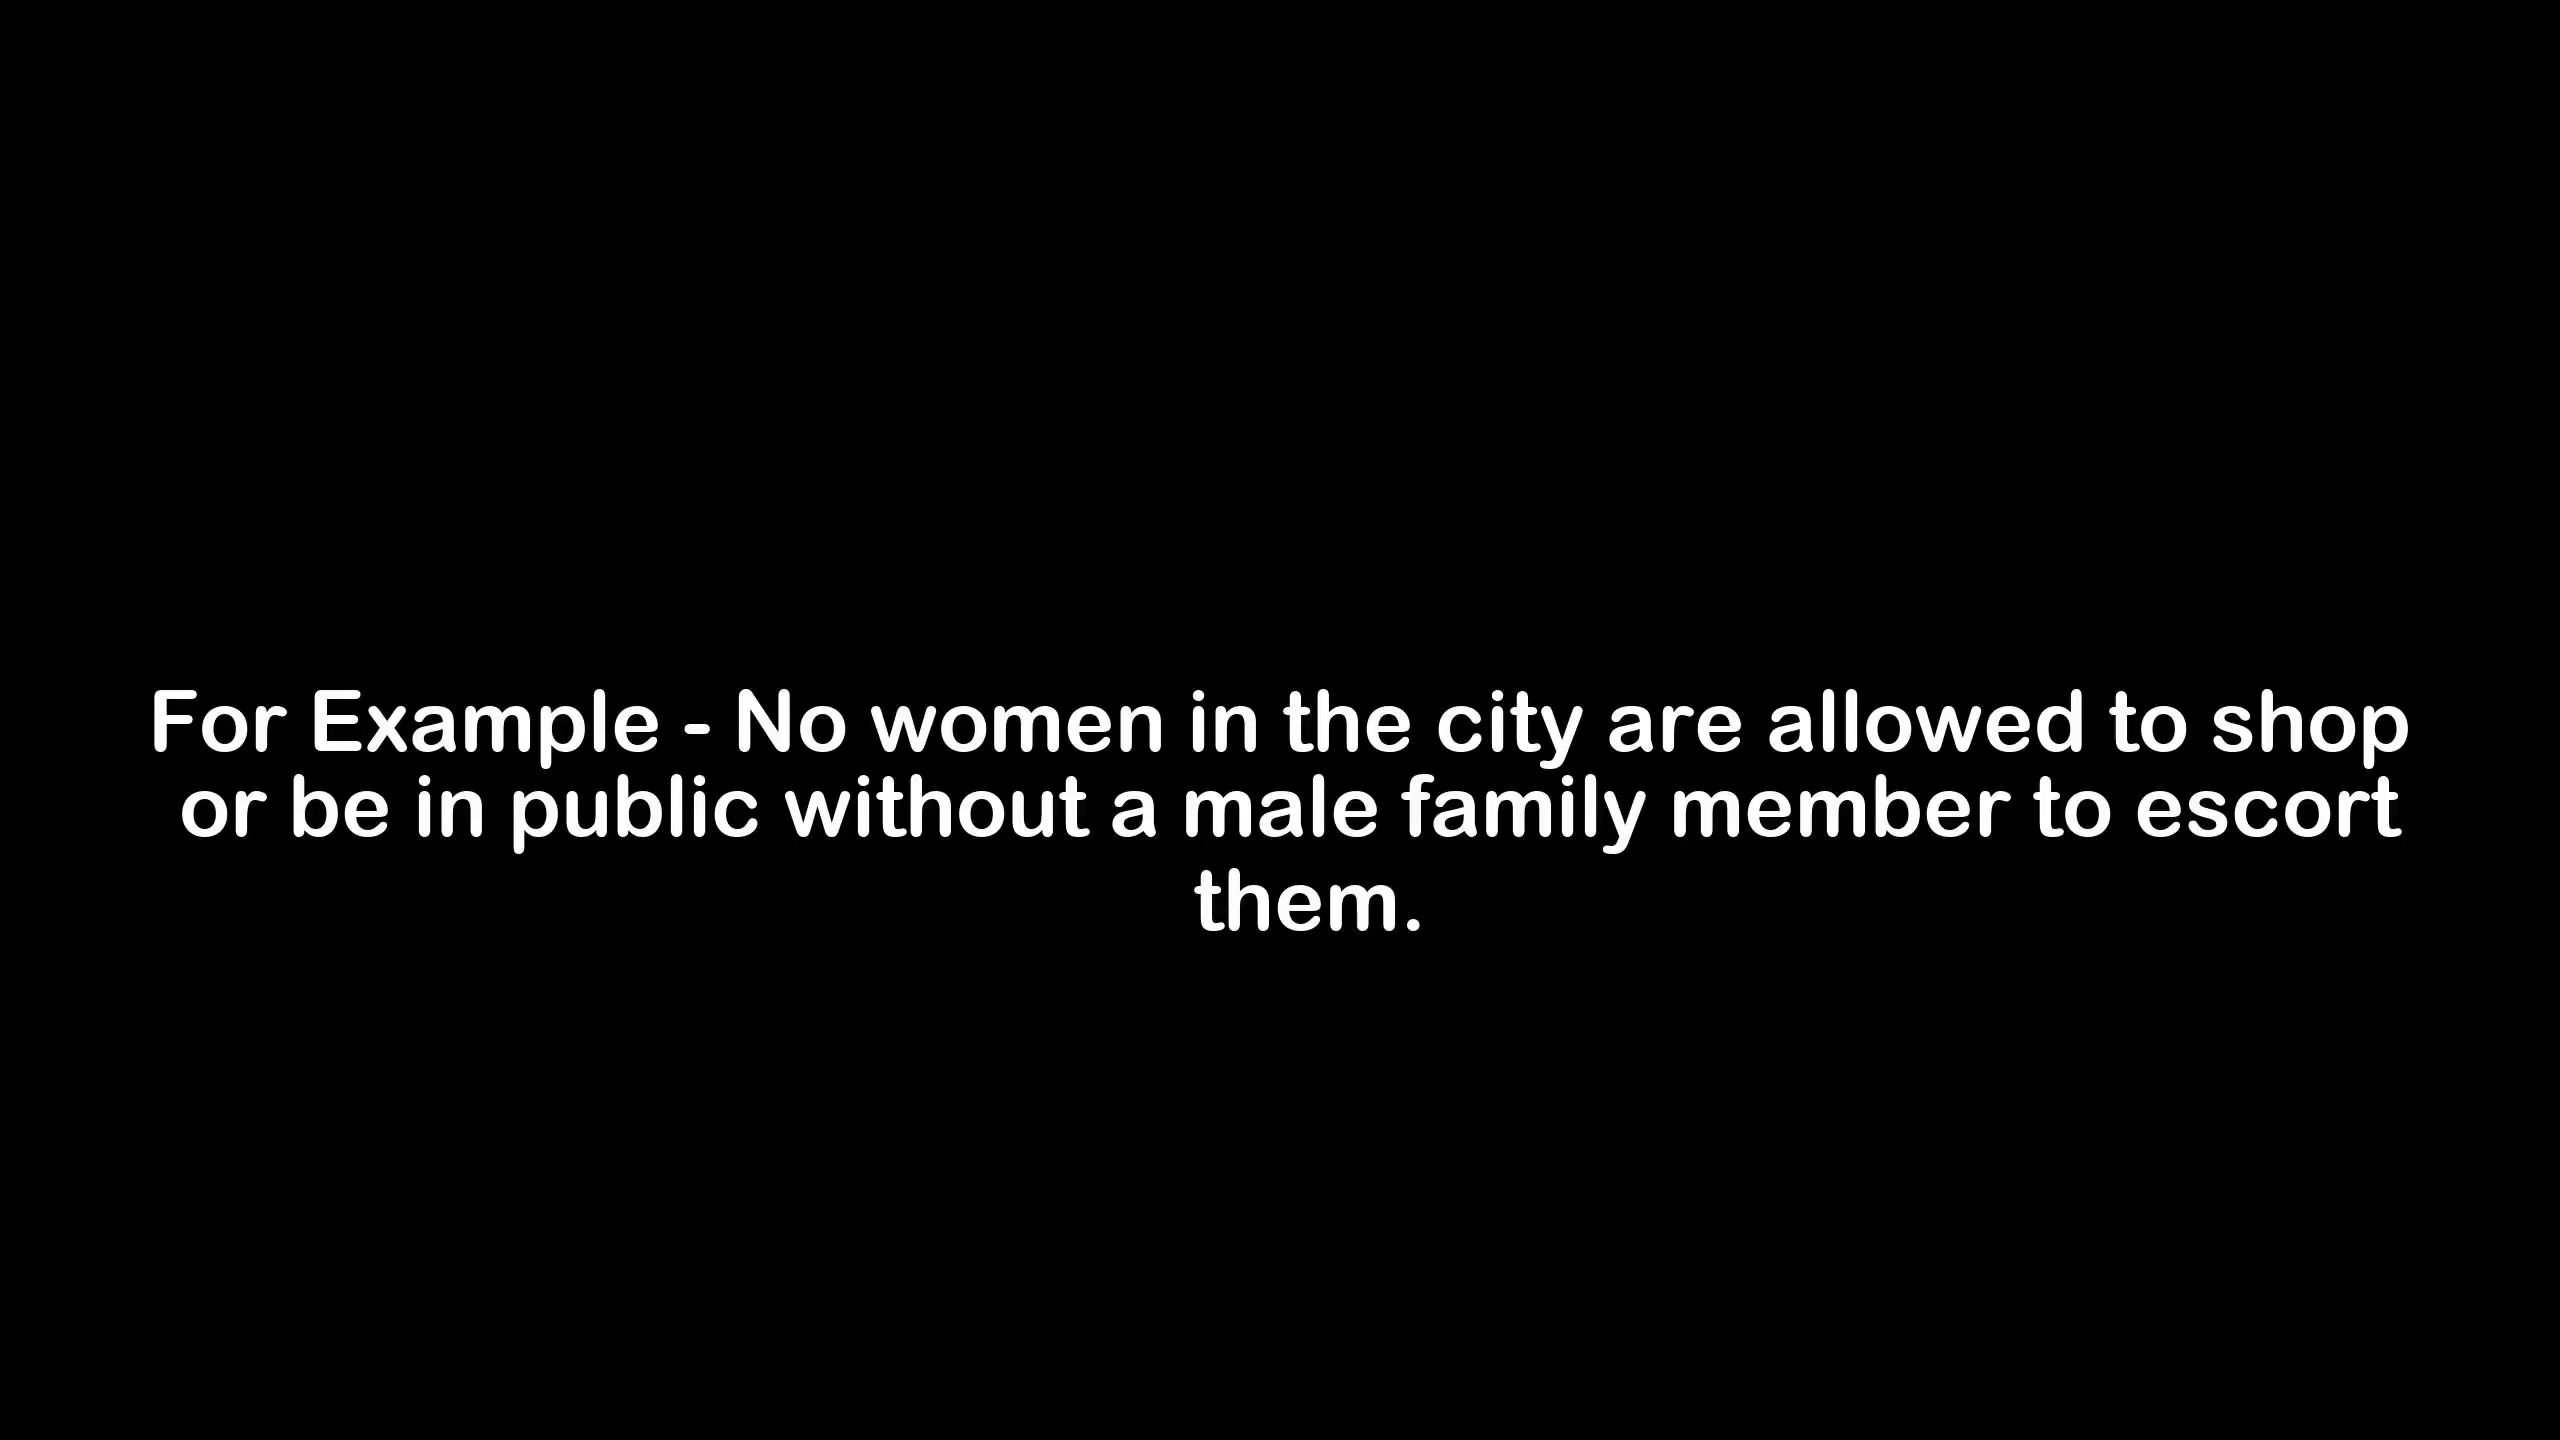 For Example - No women in the city are allowed to shop
or be in public without a male family member to escort
them.